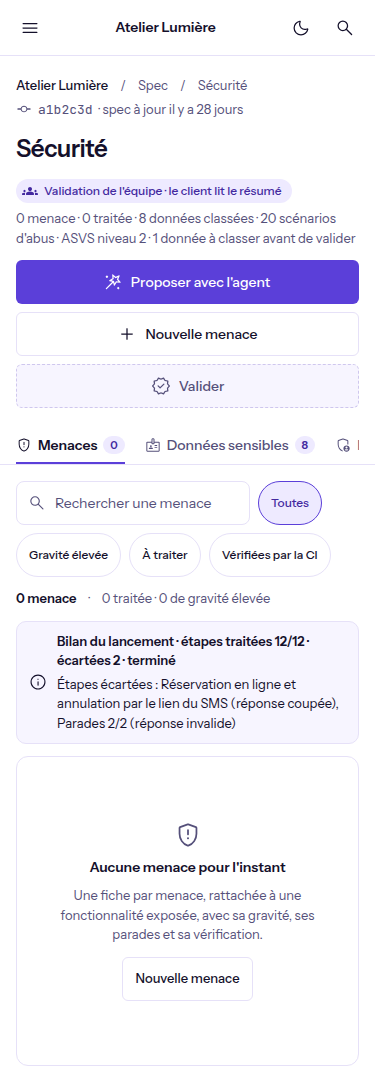 Atelier Lumière
Atelier Lumière / Spec / Sécurité
a1b2c3d · spec à jour il y a 28 jours
Sécurité
Validation de l'équipe · le client lit le résumé
0 menace · 0 traitée · 8 données classées · 20 scénarios
d'abus · ASVS niveau 2 · 1 donnée à classer avant de valider
Proposer avec l'agent
Nouvelle menace
Valider
Menaces 0 Données sensibles 8
Rechercher une menace Toutes
Gravité élevée À traiter Vérifiées par la CI
0 menace · 0 traitée · 0 de gravité élevée
Bilan du lancement · étapes traitées 12/12 ·
écartées 2 · terminé
Étapes écartées : Réservation en ligne et
annulation par le lien du SMS (réponse coupée),
Parades 2/2 (réponse invalide)
Aucune menace pour l'instant
Une fiche par menace, rattachée à une
fonctionnalité exposée, avec sa gravité, ses
parades et sa vérification.
Nouvelle menace